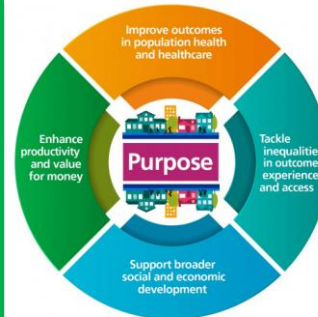 Improve outcomes
in population health
and healthcare
Enhance
productivity
and value
for money
Purpose
Tackle
inequalities
in outcome
experience
and access
Support broader
social and economic
development